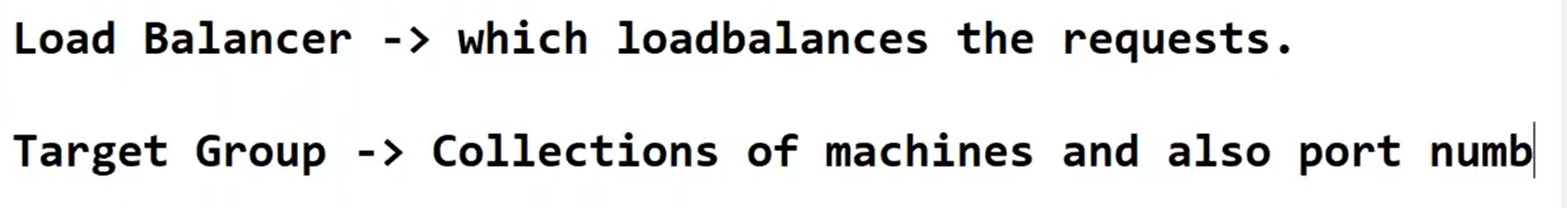 Load Balancer -> which loadbalances the requests.
Target Group -> Collections of machines and also port numb